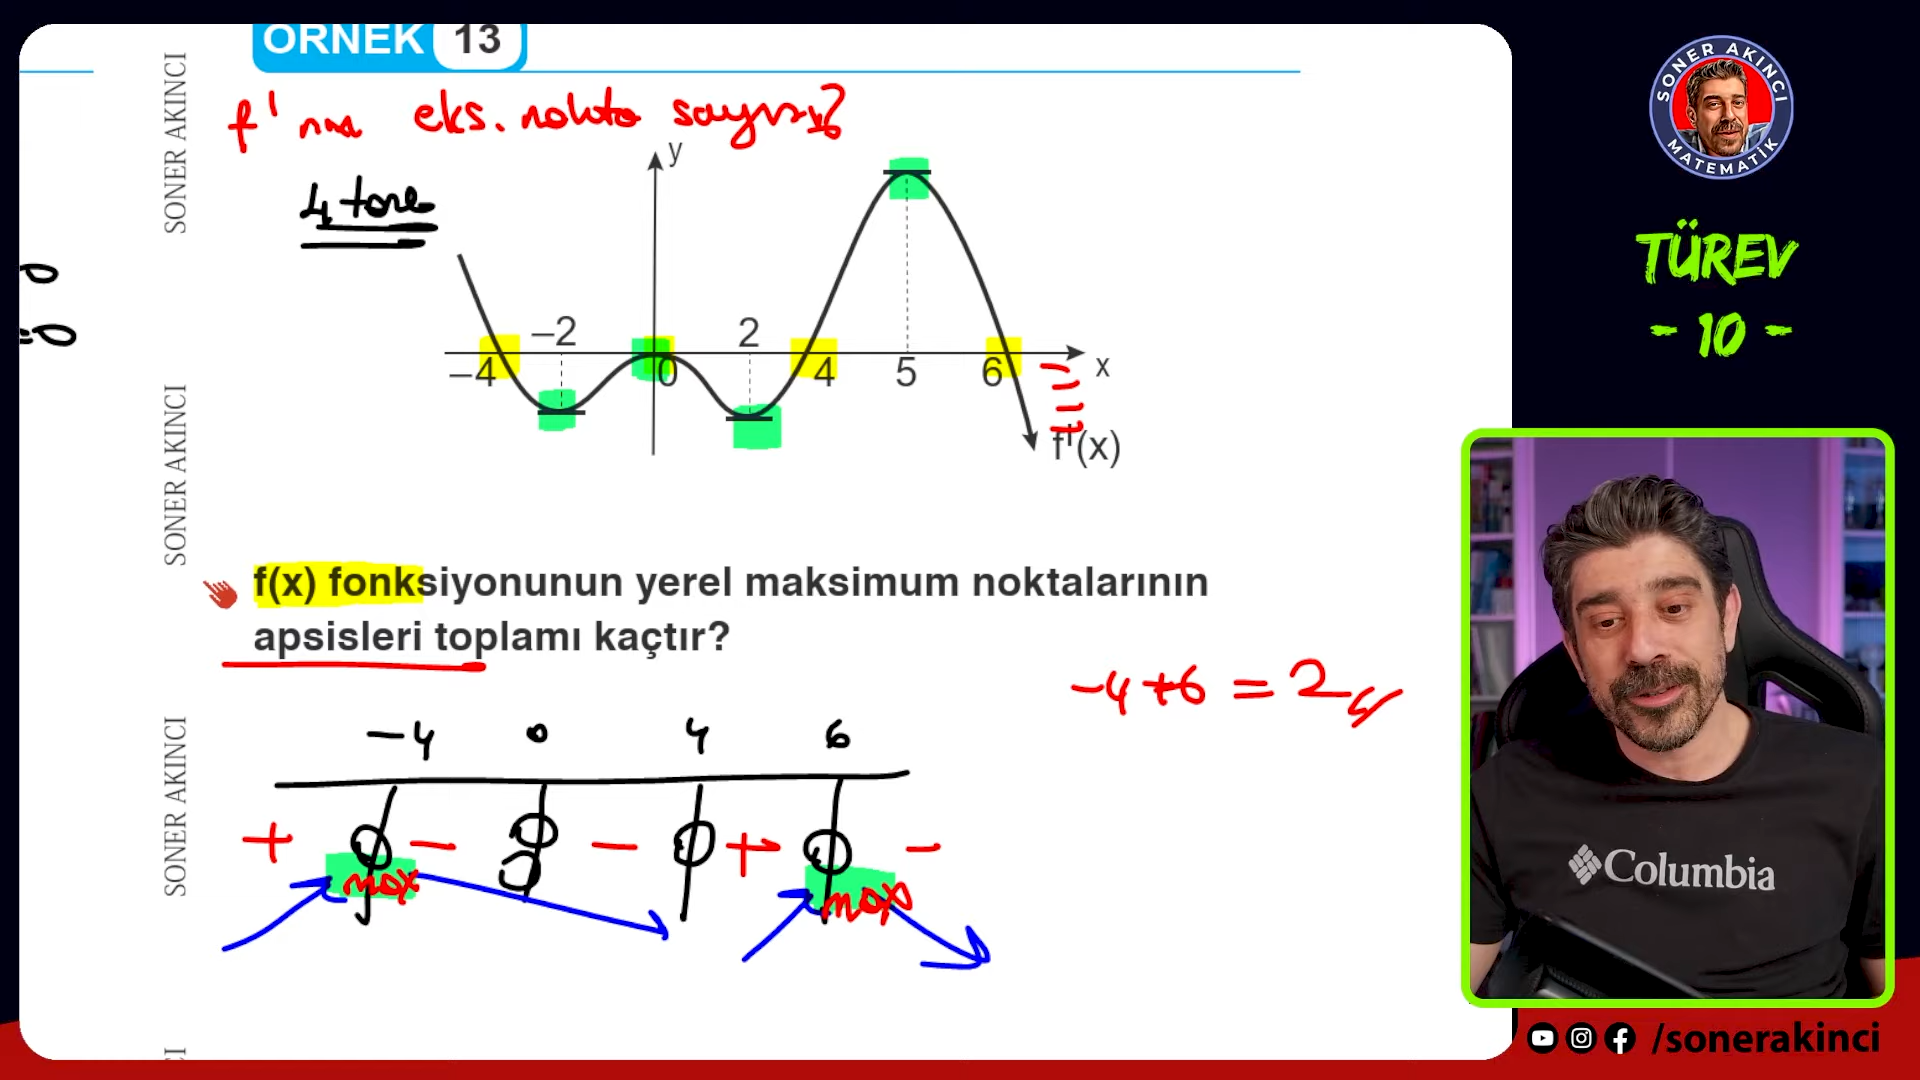 ÖRNEK 13
f' nın eks. nokta sayısı?
4 tane
y
-2
2
-4
0
4
5
6
x
f'(x)
f(x) fonksiyonunun yerel maksimum noktalarının
apsisleri toplamı kaçtır?
-4+6 = 2
-4 0 4 6
+ - - + -
max
max
SONER AKINCI
SONER AKINCI
SONER AKINCI
SONER AKINCI
MATEMATİK
TÜREV
- 10 -
Columbia
/sonerakinci